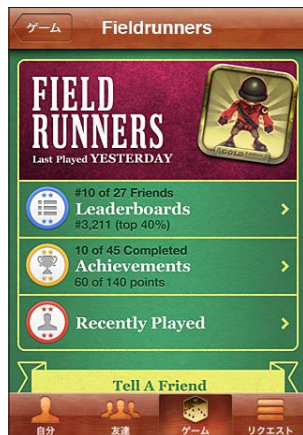 ゲーム
Fieldrunners
FIELD
RUNNERS
Last Played YESTERDAY
GOLD
#10 of 27 Friends
Leaderboards
#3,211 (top 40%)
10 of 45 Completed
Achievements
60 of 140 points
Recently Played
Tell A Friend
自分
友達
ゲーム
リクエスト